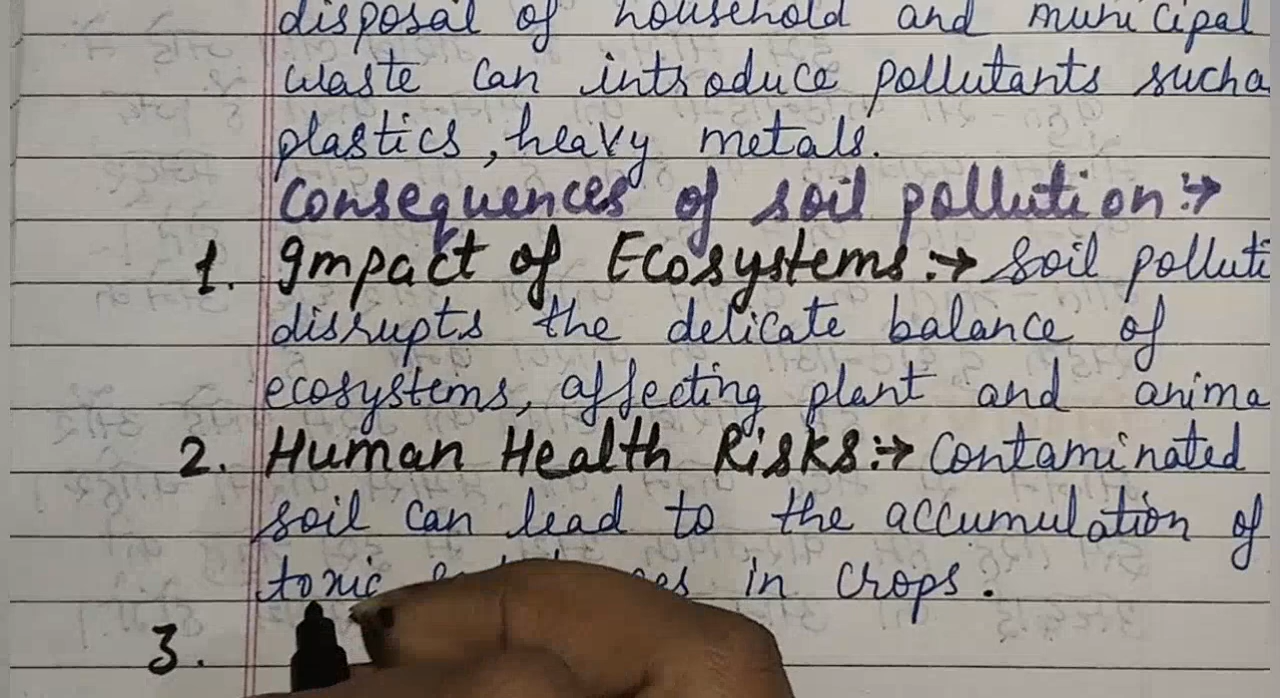 disposal of household and municipal
waste can introduce pollutants such a
plastics, heavy metals.
Consequences of soil pollution:→
1. Impact of Ecosystems:→ Soil polluti
disrupts the delicate balance of
ecosystems, affecting plant and anima
2. Human Health Risks:→ Contaminated
soil can lead to the accumulation of
toxic in crops.
3.